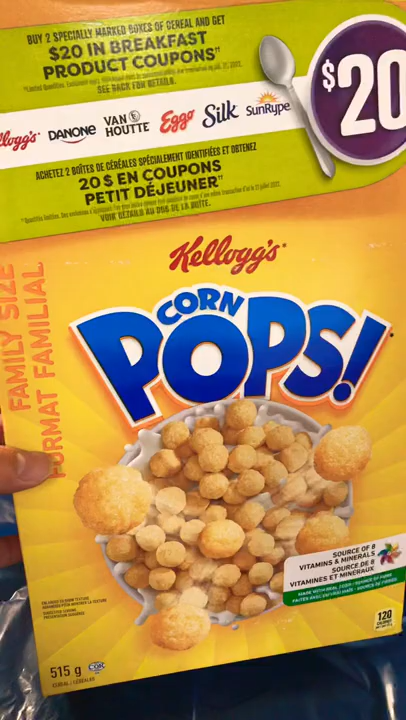 BUY 2 SPECIALLY MARKED BOXES OF CEREAL AND GET
$20 IN BREAKFAST
PRODUCT COUPONS
SEE BACK FOR DETAILS.
$20
Kellogg's
DANONE
VAN HOUTTE
Eggo
Silk
SunRype
ACHETEZ 2 BOÎTES DE CÉRÉALES SPÉCIALEMENT IDENTIFIÉES ET OBTENEZ
20 $ EN COUPONS
PETIT DÉJEUNER
VOIR DÉTAILS AU DOS DE LA BOÎTE.
Kellogg's
CORN
POPS!
FAMILY SIZE
FORMAT FAMILIAL
SOURCE OF 8
VITAMINS & MINERALS
SOURCE DE 8
VITAMINES ET MINÉRAUX
120
515 g
COR
CEREAL / CÉRÉALES